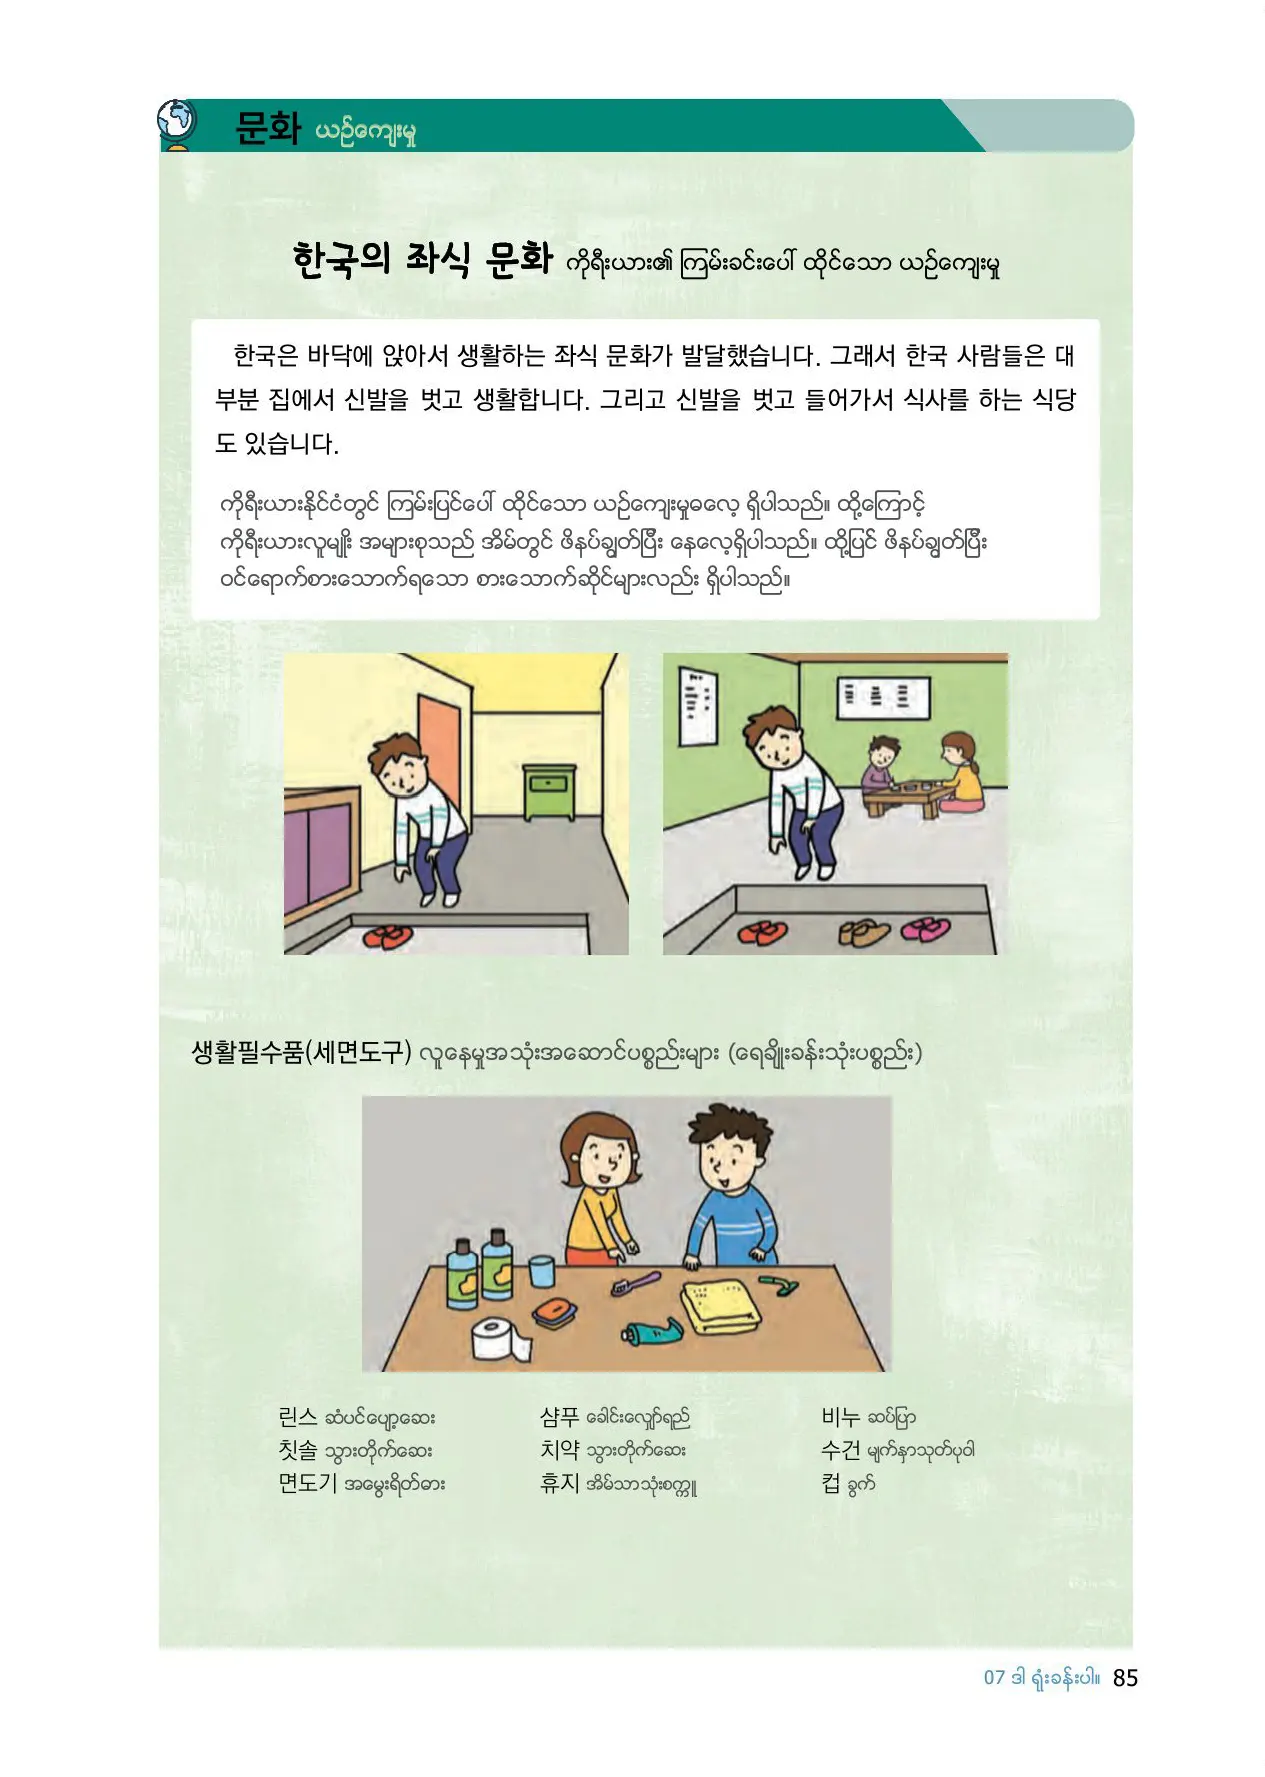 문화 ယဉ်ကျေးမှု
한국의 좌식 문화 ကိုရီးယား၏ ကြမ်းခင်းပေါ် ထိုင်သော ယဉ်ကျေးမှု
한국은 바닥에 앉아서 생활하는 좌식 문화가 발달했습니다. 그래서 한국 사람들은 대
부분 집에서 신발을 벗고 생활합니다. 그리고 신발을 벗고 들어가서 식사를 하는 식당
도 있습니다.
ကိုရီးယားနိုင်ငံတွင် ကြမ်းပြင်ပေါ် ထိုင်သော ယဉ်ကျေးမှုဓလေ့ ရှိပါသည်။ ထို့ကြောင့်
ကိုရီးယားလူမျိုး အများစုသည် အိမ်တွင် ဖိနပ်ချွတ်ပြီး နေလေ့ရှိပါသည်။ ထို့ပြင် ဖိနပ်ချွတ်ပြီး
ဝင်ရောက်စားသောက်ရသော စားသောက်ဆိုင်များလည်း ရှိပါသည်။
생활필수품(세면도구) လူနေမှုအသုံးအဆောင်ပစ္စည်းများ (ရေချိုးခန်းသုံးပစ္စည်း)
린스 ဆံပင်ပျော့ဆေး 샴푸 ခေါင်းလျှော်ရည် 비누 ဆပ်ပြာ
칫솔 သွားတိုက်ဆေး 치약 သွားတိုက်ဆေး 수건 မျက်နှာသုတ်ပုဝါ
면도기 အမွေးရိတ်ဓား 휴지 အိမ်သာသုံးစက္ကူ 컵 ခွက်
07 ဒါ ရုံးခန်းပါ။ 85